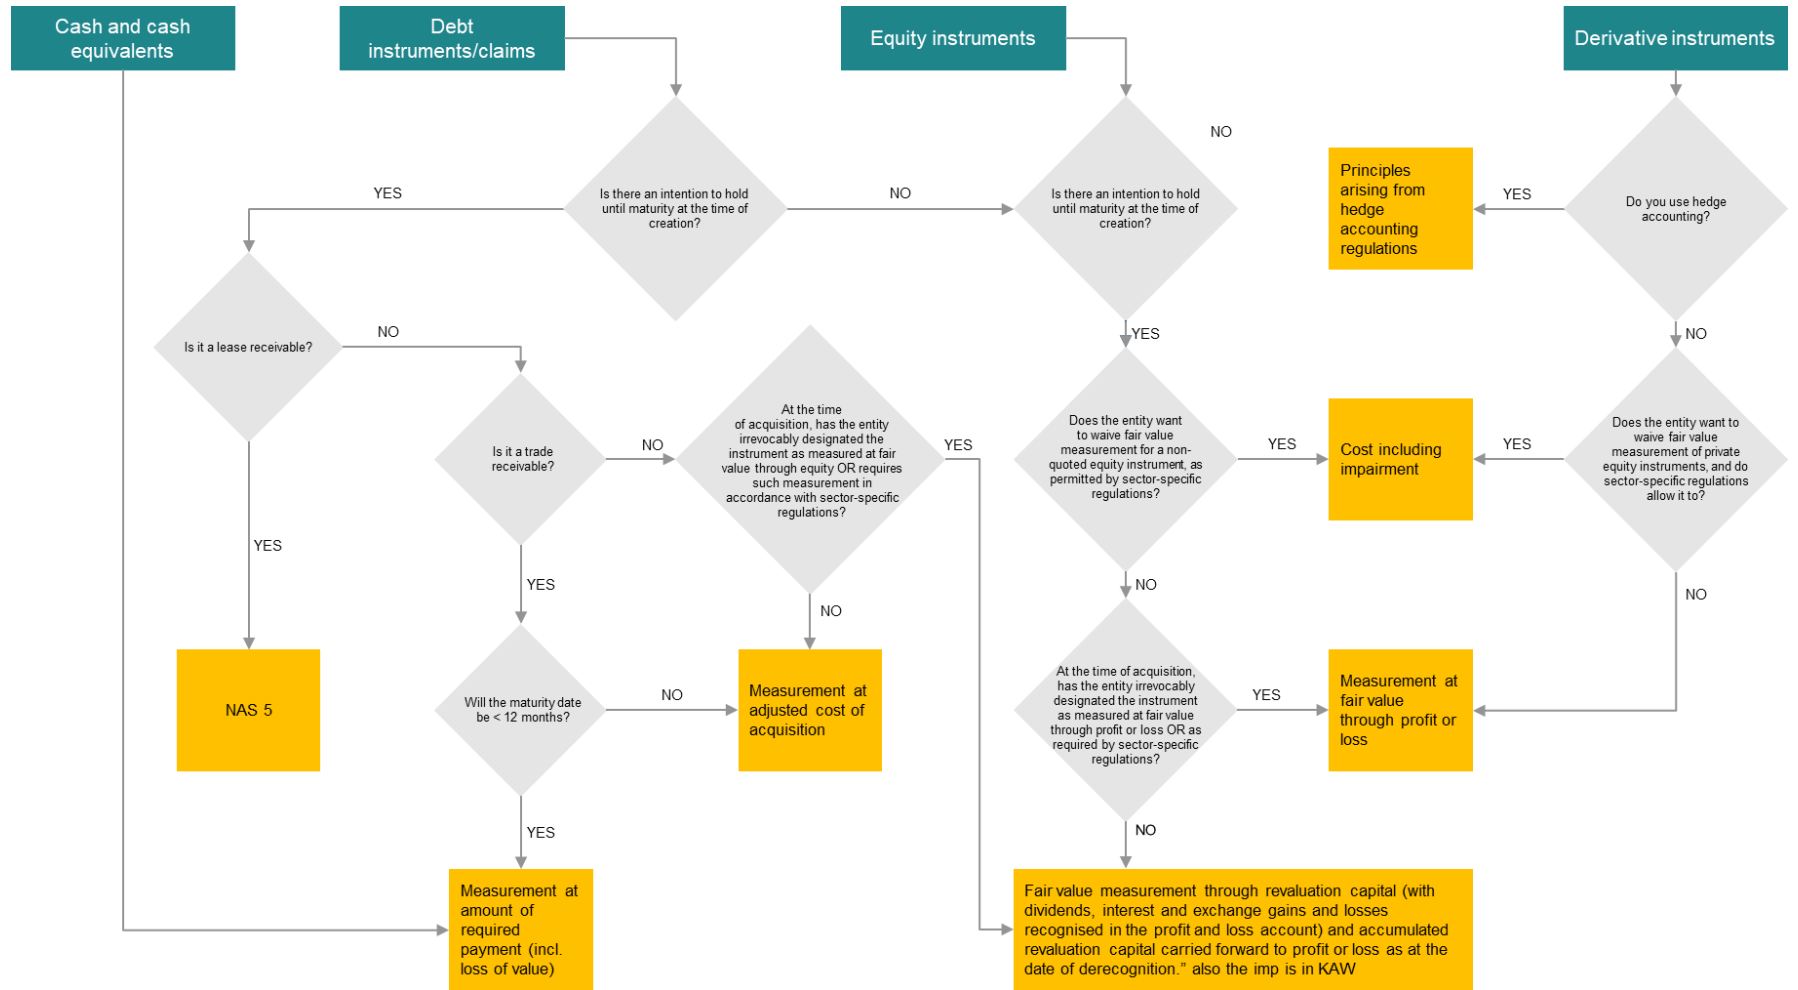 Cash and cash
equivalents
Debt
instruments/claims
Equity instruments
Derivative instruments
NO
Is there an intention to hold
until maturity at the time of
creation?
YES
NO
Is there an intention to hold
until maturity at the time of
creation?
Principles
arising from
hedge
accounting
regulations
YES
Do you use hedge
accounting?
Is it a lease receivable?
NO
YES
NO
At the time
of acquisition, has the entity
irrevocably designated the
instrument as measured at fair
value through equity OR requires
such measurement in
accordance with sector-specific
regulations?
Is it a trade
receivable?
NO
YES
Does the entity want
to waive fair value
measurement for a non-
quoted equity instrument, as
permitted by sector-specific
regulations?
YES
Cost including
impairment
YES
Does the entity want to
waive fair value
measurement of private
equity instruments, and do
sector-specific regulations
allow it to?
YES
YES
NO
NO
NO
NAS 5
Will the maturity date
be < 12 months?
NO
Measurement at
adjusted cost of
acquisition
At the time of acquisition,
has the entity irrevocably
designated the instrument
as measured at fair value
through profit or loss OR as
required by sector-specific
regulations?
YES
Measurement at
fair value
through profit or
loss
YES
NO
Measurement at
amount of
required
payment (incl.
loss of value)
Fair value measurement through revaluation capital (with
dividends, interest and exchange gains and losses
recognised in the profit and loss account) and accumulated
revaluation capital carried forward to profit or loss as at the
date of derecognition.” also the imp is in KAW